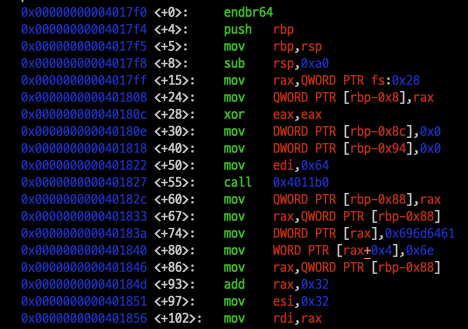 0x00000000004017f0 <+0>: endbr64
0x00000000004017f4 <+4>: push rbp
0x00000000004017f5 <+5>: mov rbp,rsp
0x00000000004017f8 <+8>: sub rsp,0xa0
0x00000000004017ff <+15>: mov rax,QWORD PTR fs:0x28
0x0000000000401808 <+24>: mov QWORD PTR [rbp-0x8],rax
0x000000000040180c <+28>: xor eax,eax
0x000000000040180e <+30>: mov DWORD PTR [rbp-0x8c],0x0
0x0000000000401818 <+40>: mov DWORD PTR [rbp-0x94],0x0
0x0000000000401822 <+50>: mov edi,0x64
0x0000000000401827 <+55>: call 0x4011b0
0x000000000040182c <+60>: mov QWORD PTR [rbp-0x88],rax
0x0000000000401833 <+67>: mov rax,QWORD PTR [rbp-0x88]
0x000000000040183a <+74>: mov DWORD PTR [rax],0x696d6461
0x0000000000401840 <+80>: mov WORD PTR [rax+0x4],0x6e
0x0000000000401846 <+86>: mov rax,QWORD PTR [rbp-0x88]
0x000000000040184d <+93>: add rax,0x32
0x0000000000401851 <+97>: mov esi,0x32
0x0000000000401856 <+102>: mov rdi,rax